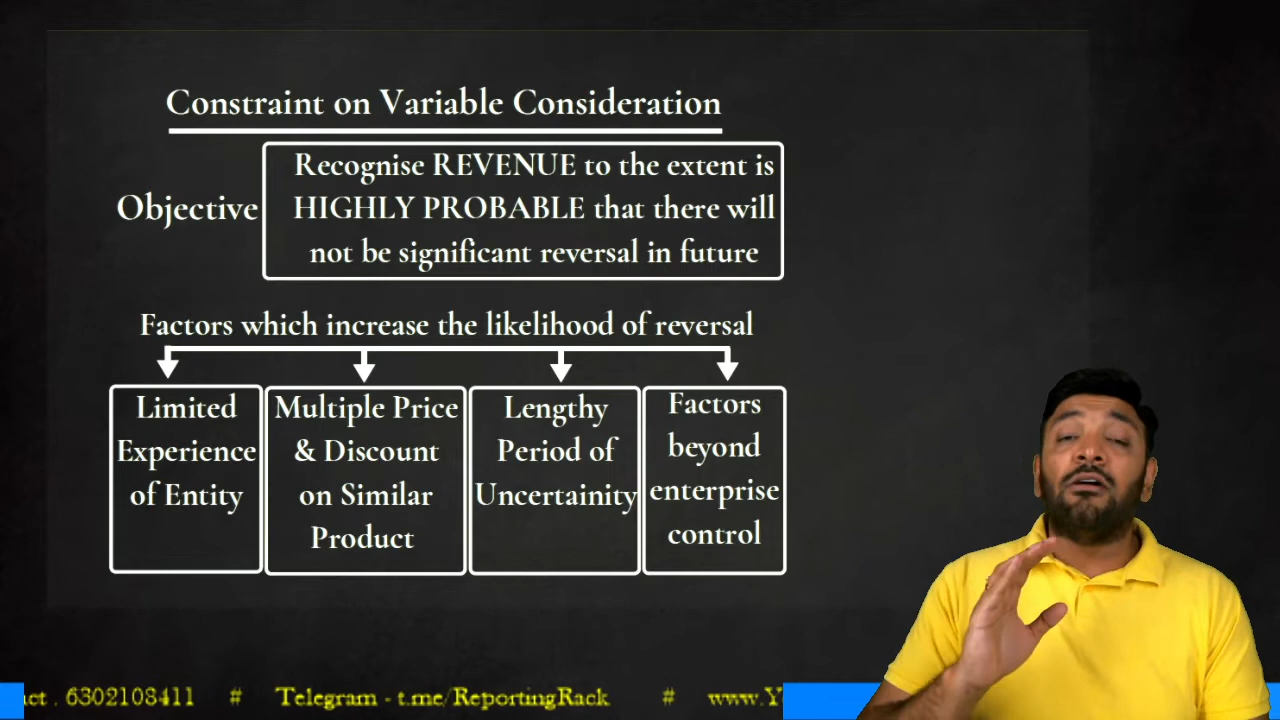 Constraint on Variable Consideration
Objective
Recognise REVENUE to the extent is
HIGHLY PROBABLE that there will
not be significant reversal in future
Factors which increase the likelihood of reversal
Limited
Experience
of Entity
Multiple Price
& Discount
on Similar
Product
Lengthy
Period of
Uncertainity
Factors
beyond
enterprise
control
. 6302108411 # Telegram - t.me/ReportingRack # www.Y